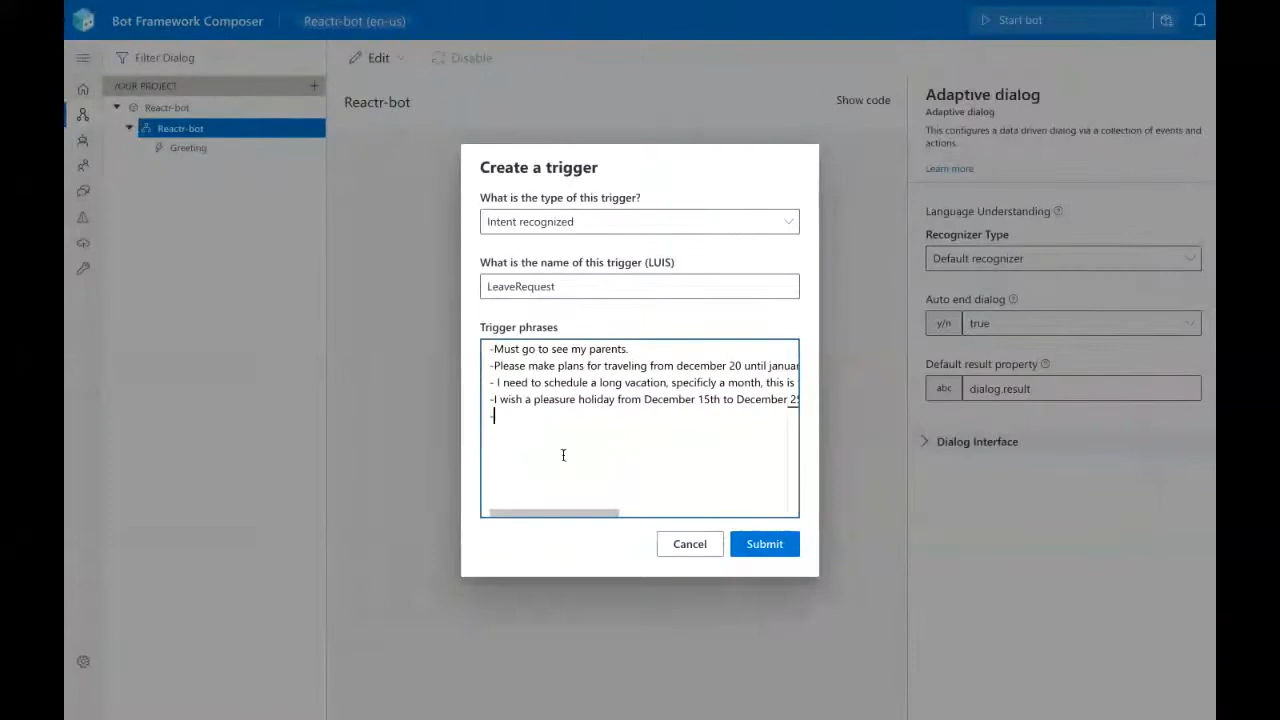 Bot Framework Composer
Reactr-bot (en-us)
Start bot
Filter Dialog
Edit
Disable
YOUR PROJECT
Reactr-bot
Reactr-bot
Greeting
Reactr-bot
Show code
Create a trigger
What is the type of this trigger?
Intent recognized
What is the name of this trigger (LUIS)
LeaveRequest
Trigger phrases
-Must go to see my parents.
-Please make plans for traveling from december 20 until januar
- I need to schedule a long vacation, specificly a month, this is
-I wish a pleasure holiday from December 15th to December 25
-
Cancel
Submit
Adaptive dialog
Adaptive dialog
This configures a data driven dialog via a collection of events and
actions.
Learn more
Language Understanding
Recognizer Type
Default recognizer
Auto end dialog
y/n
true
Default result property
abc
dialog.result
Dialog Interface